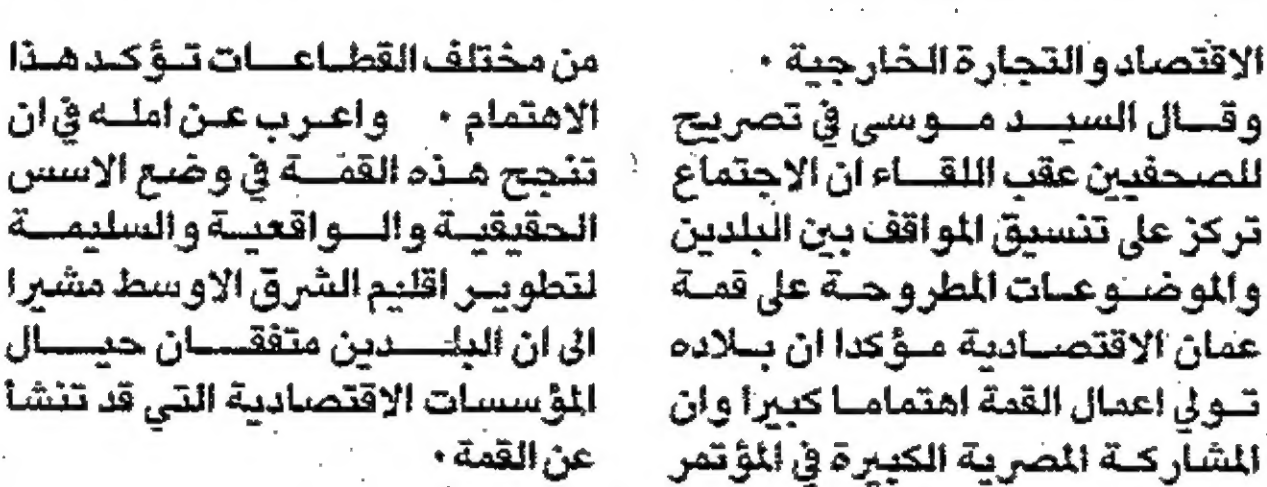 الاقتصاد والتجارة الخارجية ٠
وقال السيد موسى في تصريح
للصحفيين عقب اللقاء ان الاجتماع
تركز على تنسيق المواقف بين البلدين
والموضوعات المطروحة على قمة
عمان الاقتصادية مؤكدا ان بلاده
تولي اعمال القمة اهتماما كبيرا وان
المشاركة المصرية الكبيرة في المؤتمر
من مختلف القطاعات تؤكد هذا
الاهتمام ٠ واعرب عن امله في ان
تنجح هذه القمة في وضع الاسس
الحقيقية والواقعية والسليمة
لتطوير اقليم الشرق الاوسط مشيرا
الى ان البلدين متفقان حيال
المؤسسات الاقتصادية التي قد تنشأ
عن القمة ٠